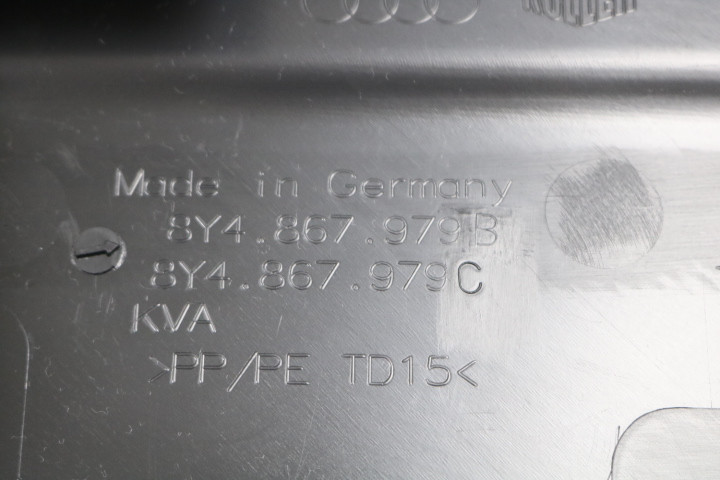 Made in Germany
8Y4.867.979B
8Y4.867.979C
KVA
>PP/PE TD15<